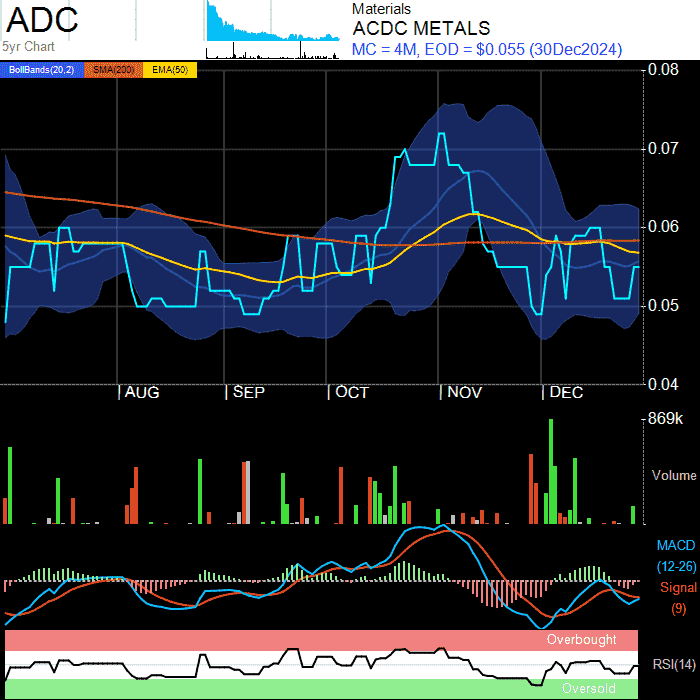 ADC
5yr Chart
Materials
ACDC METALS
MC = 4M, EOD = $0.055 (30Dec2024)
BollBands(20,2) SMA(200) EMA(50)
0.08
0.07
0.06
0.05
0.04
AUG SEP OCT NOV DEC
869k
Volume
MACD
(12-26)
Signal
(9)
Overbought
RSI(14)
Oversold